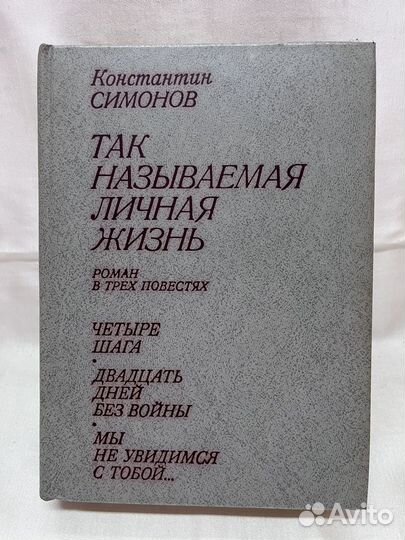 Константин
СИМОНОВ
ТАК
НАЗЫВАЕМАЯ
ЛИЧНАЯ
ЖИЗНЬ
РОМАН
В ТРЕХ ПОВЕСТЯХ
ЧЕТЫРЕ
ШАГА
•
ДВАДЦАТЬ
ДНЕЙ
БЕЗ ВОЙНЫ
•
МЫ
НЕ УВИДИМСЯ
С ТОБОЙ...
Avito